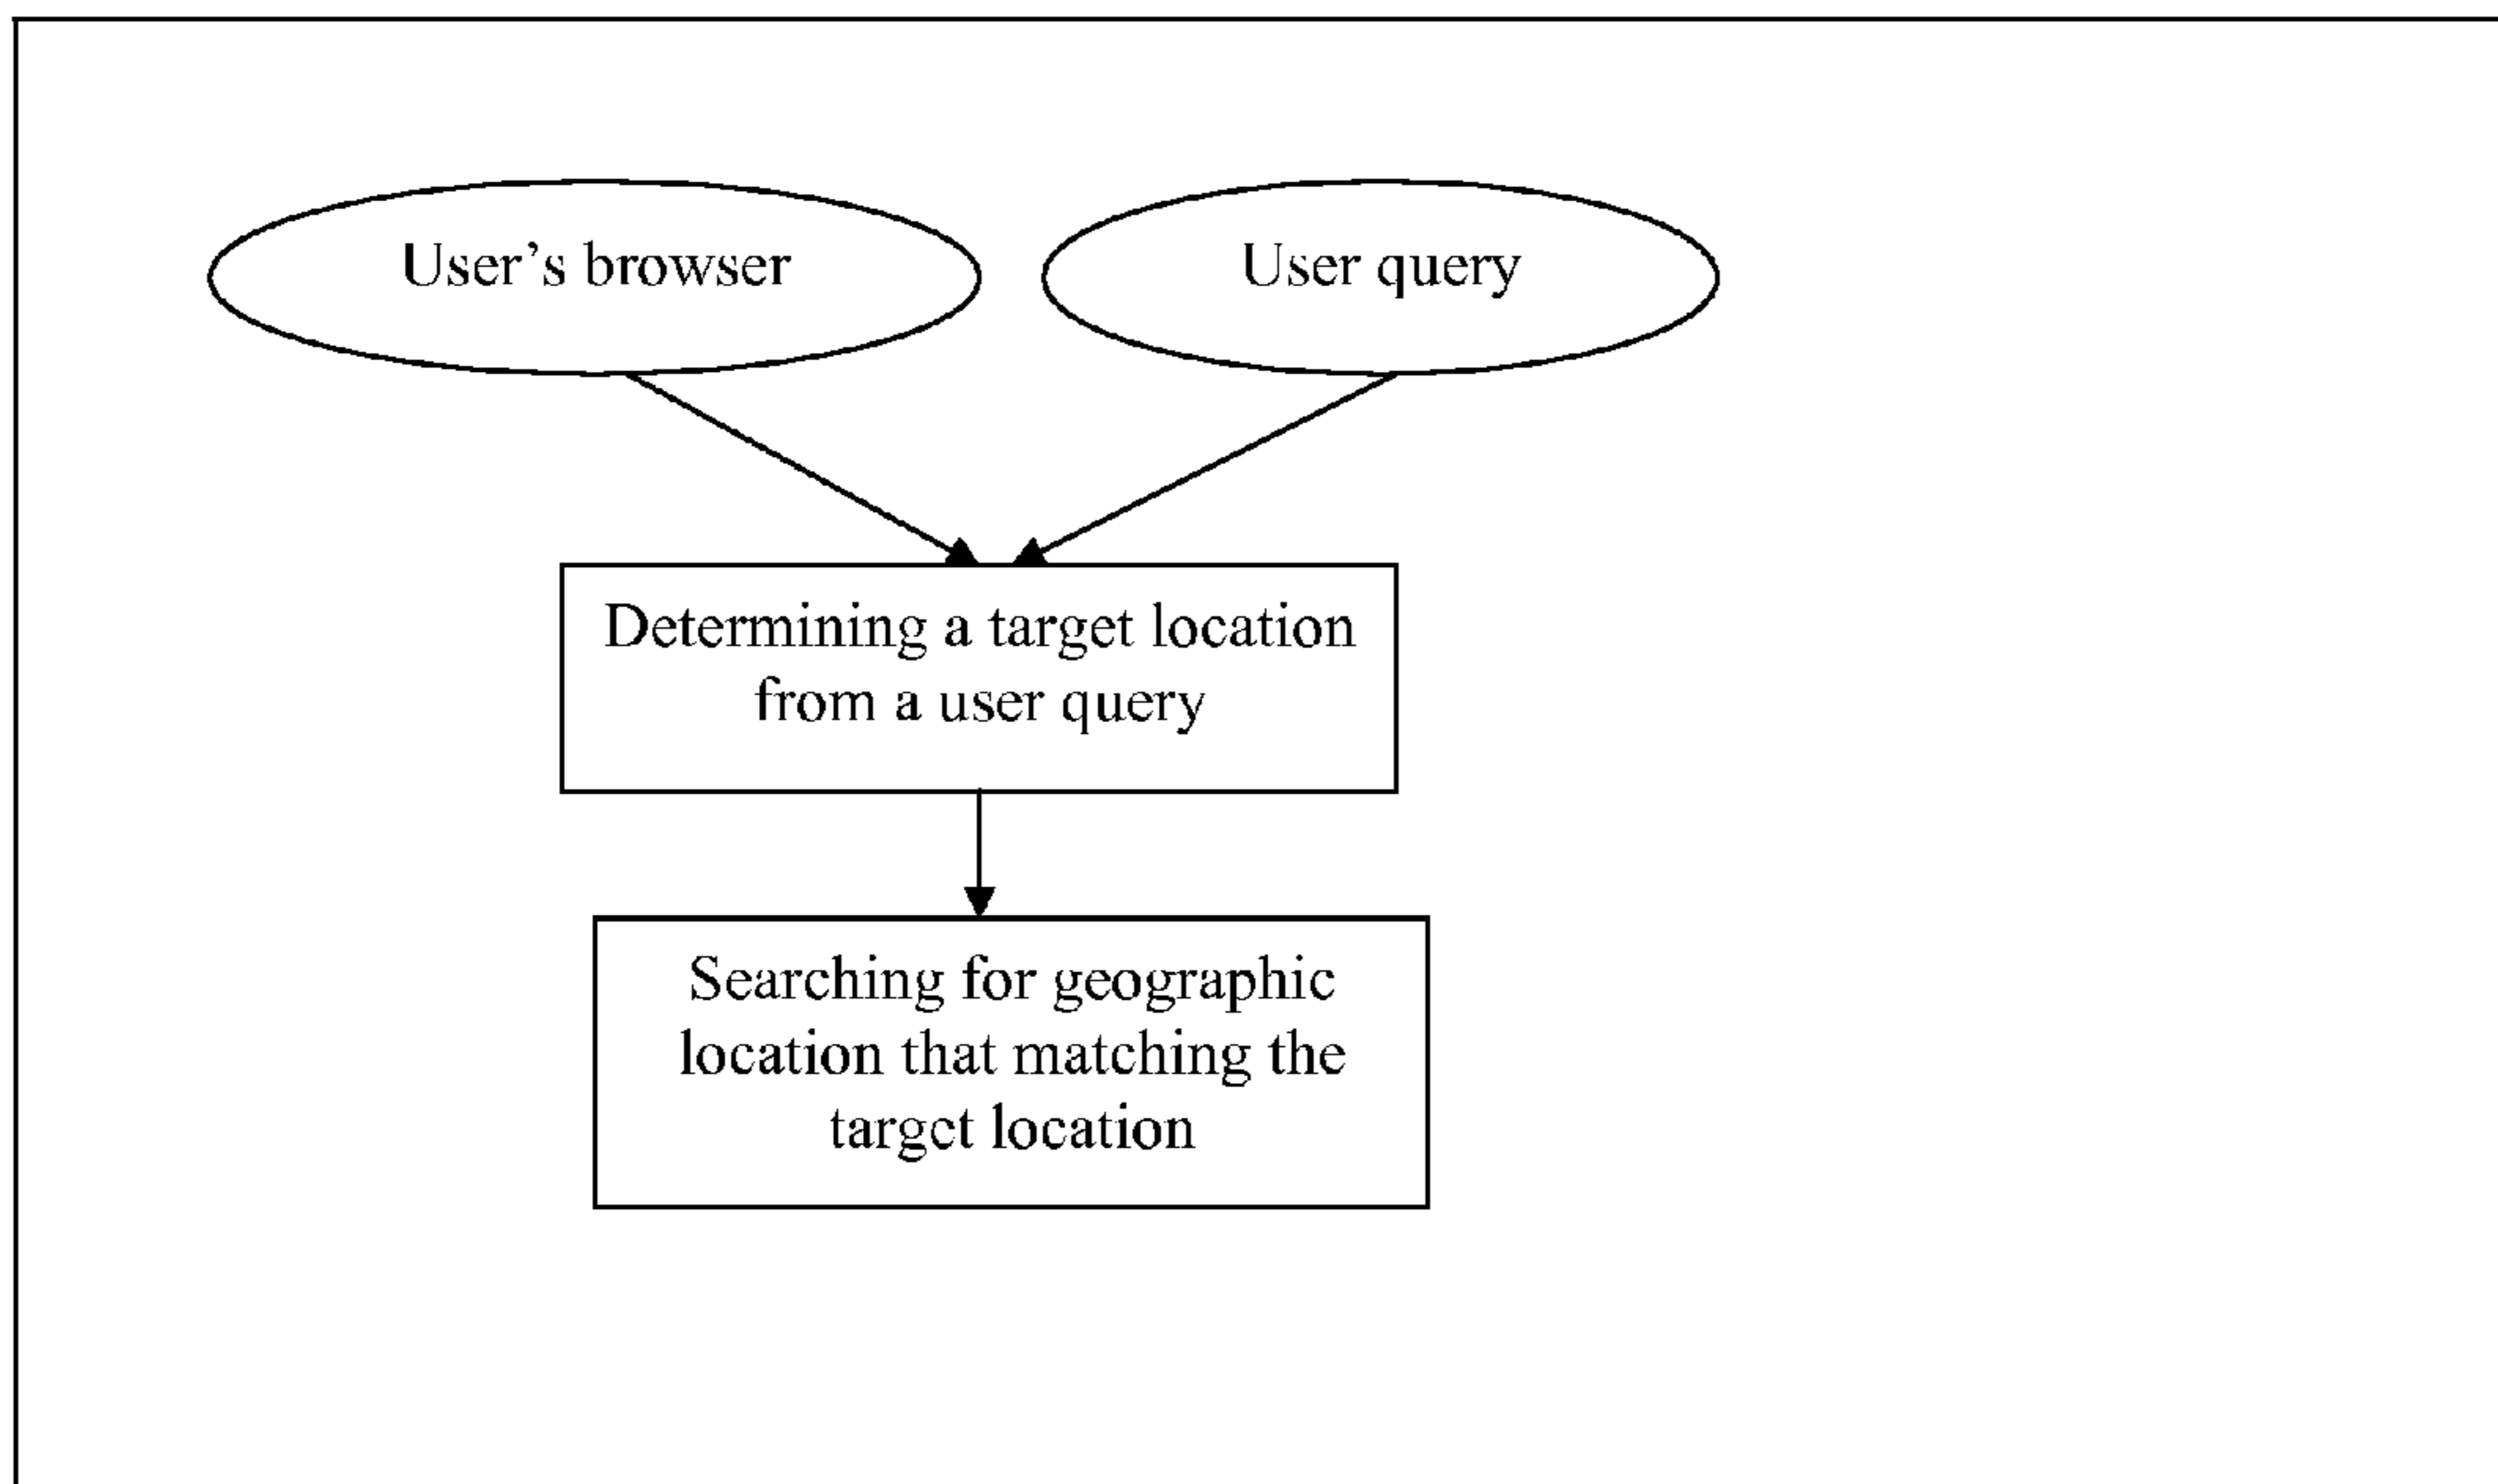 User's browser
User query
Determining a target location
from a user query
Searching for geographic
location that matching the
target location